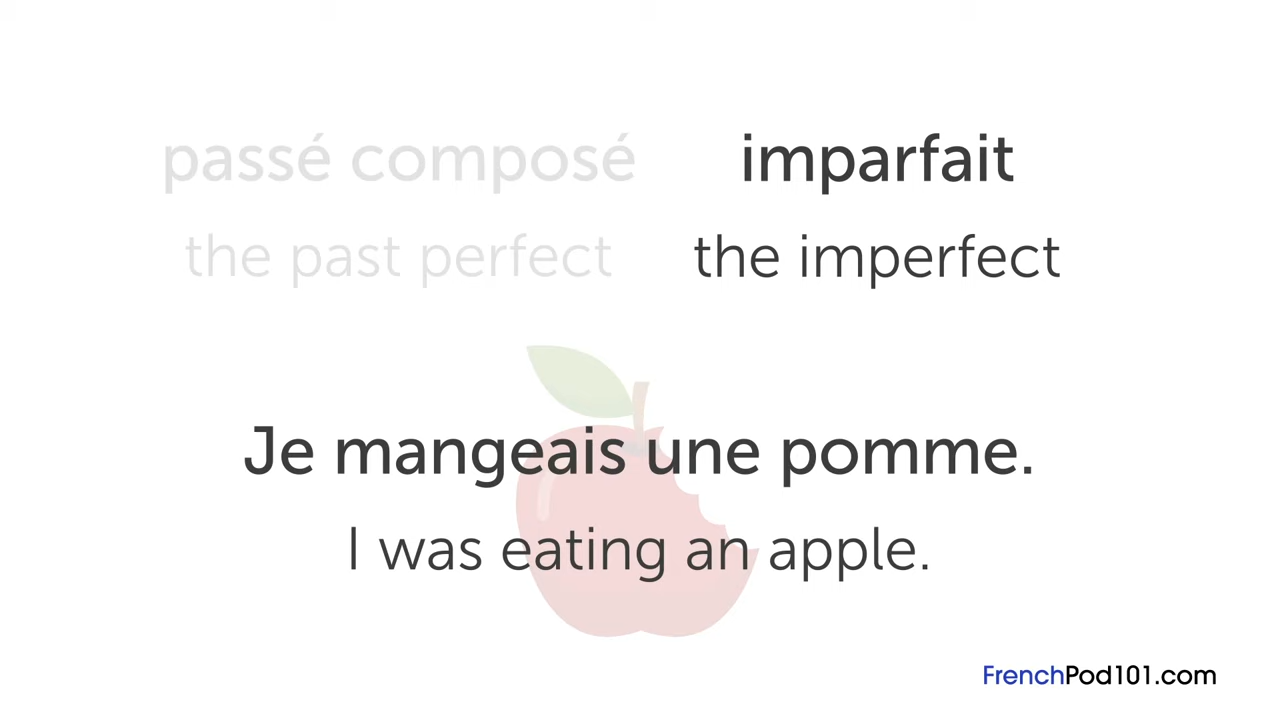 passé composé
imparfait
the past perfect
the imperfect
Je mangeais une pomme.
I was eating an apple.
FrenchPod101.com